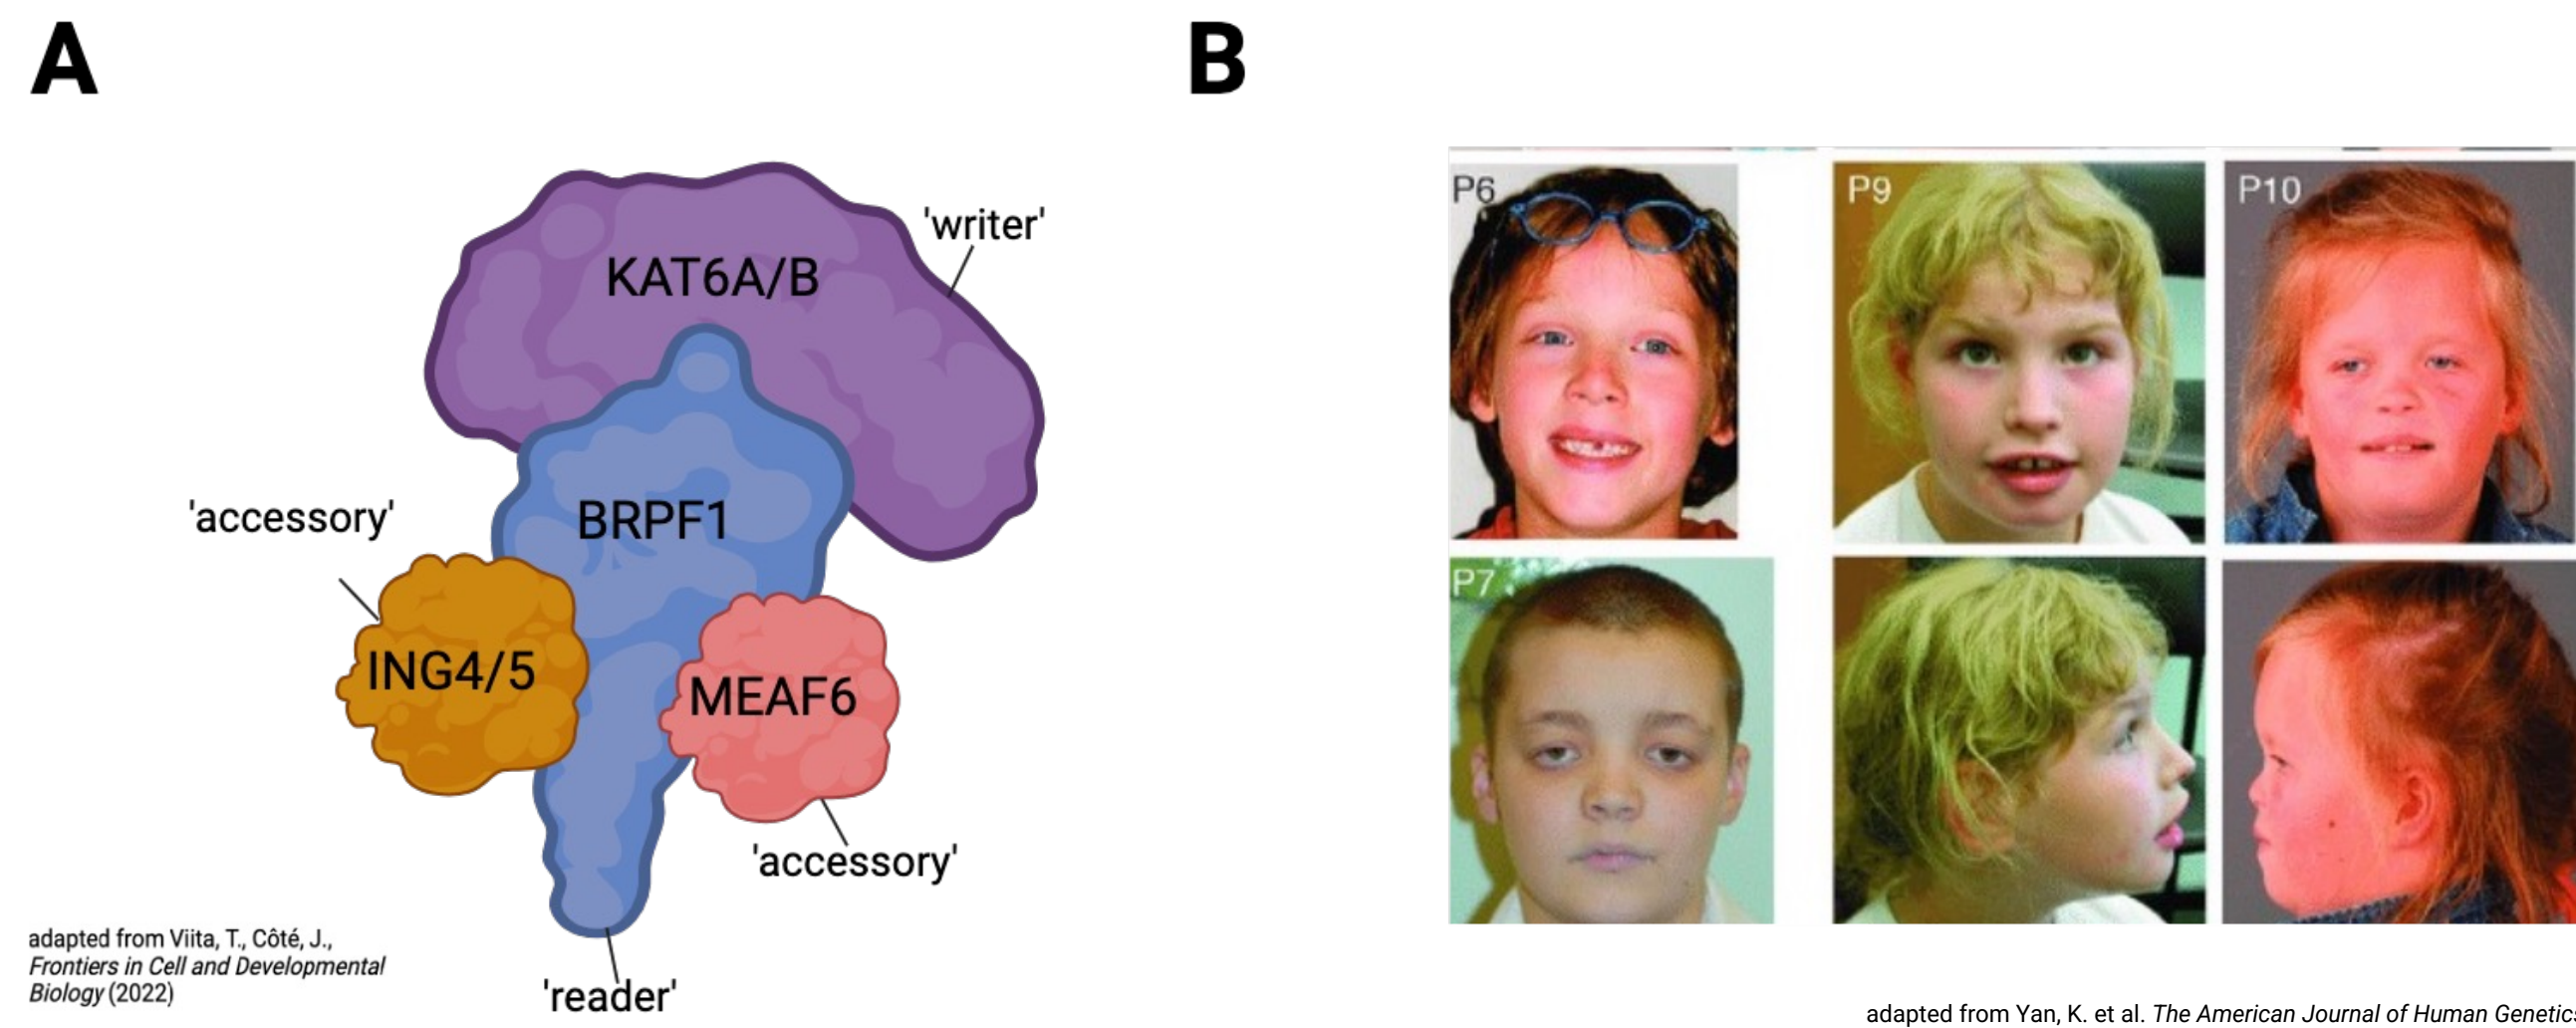 A
B
'writer'
KAT6A/B
BRPF1
'accessory'
ING4/5
MEAF6
'accessory'
'reader'
adapted from Viita, T., Côté, J.,
Frontiers in Cell and Developmental
Biology (2022)
P6
P9
P10
P7
adapted from Yan, K. et al. The American Journal of Human Genetic